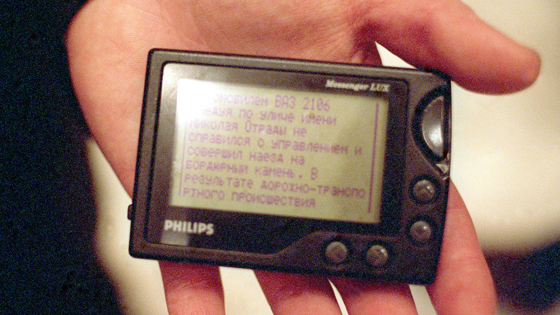 Messenger LUX
ВАЗ 2106
по улице имени
Николая Отрады не
справился с управлением и
совершил наезд на
бордюрный камень. В
результате дорожно-транспо
ртного происшествия
PHILIPS